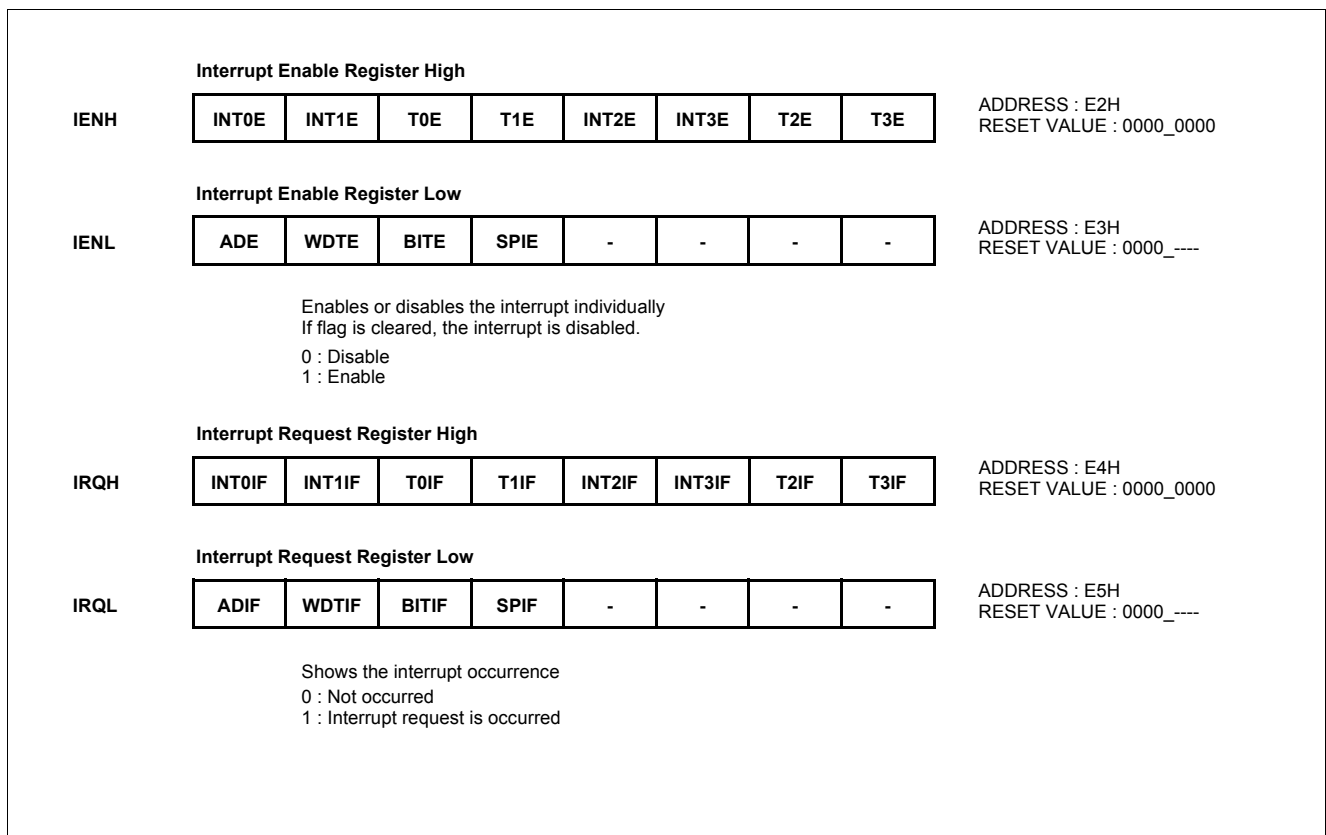 Interrupt Enable Register High
IENH INT0E INT1E T0E T1E INT2E INT3E T2E T3E ADDRESS : E2H
RESET VALUE : 0000_0000
Interrupt Enable Register Low
IENL ADE WDTE BITE SPIE - - - - ADDRESS : E3H
RESET VALUE : 0000_----
Enables or disables the interrupt individually
If flag is cleared, the interrupt is disabled.
0 : Disable
1 : Enable
Interrupt Request Register High
IRQH INT0IF INT1IF T0IF T1IF INT2IF INT3IF T2IF T3IF ADDRESS : E4H
RESET VALUE : 0000_0000
Interrupt Request Register Low
IRQL ADIF WDTIF BITIF SPIF - - - - ADDRESS : E5H
RESET VALUE : 0000_----
Shows the interrupt occurrence
0 : Not occurred
1 : Interrupt request is occurred